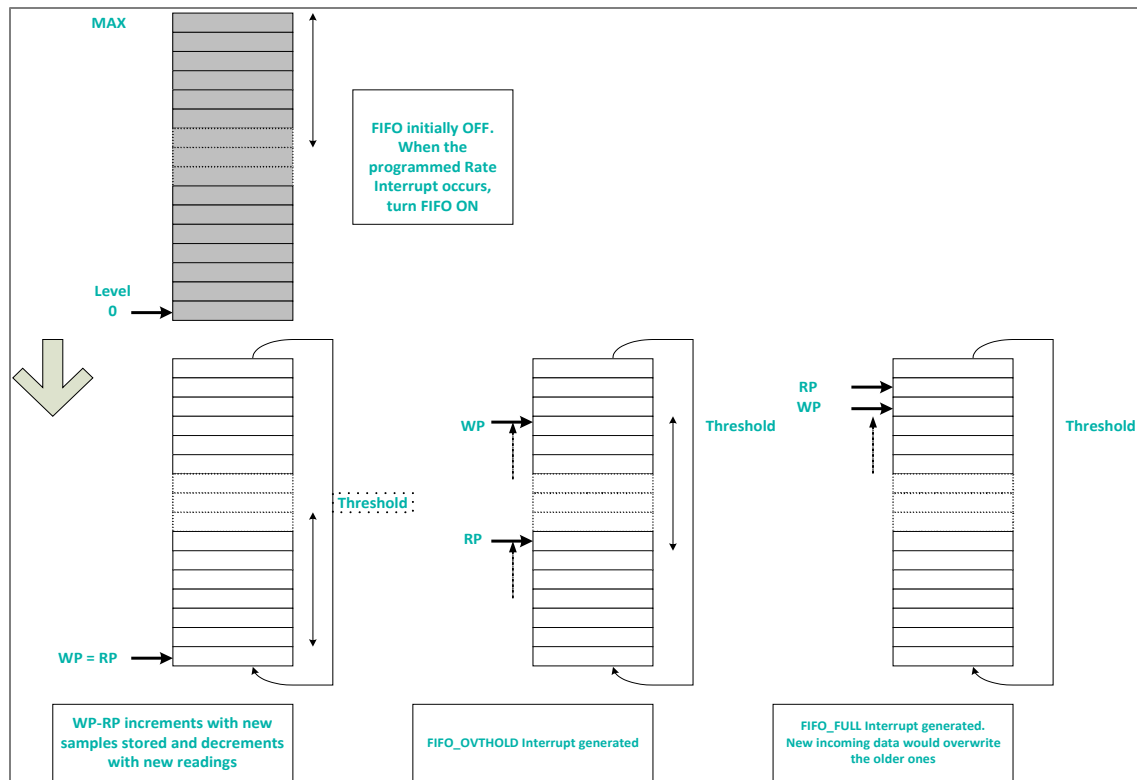 MAX
FIFO initially OFF.
When the
programmed Rate
Interrupt occurs,
turn FIFO ON
Level
0
RP
WP
WP
Threshold
Threshold
Threshold
RP
WP = RP
WP-RP increments with new
samples stored and decrements
with new readings
FIFO_OVTHOLD Interrupt generated
FIFO_FULL Interrupt generated.
New incoming data would overwrite
the older ones